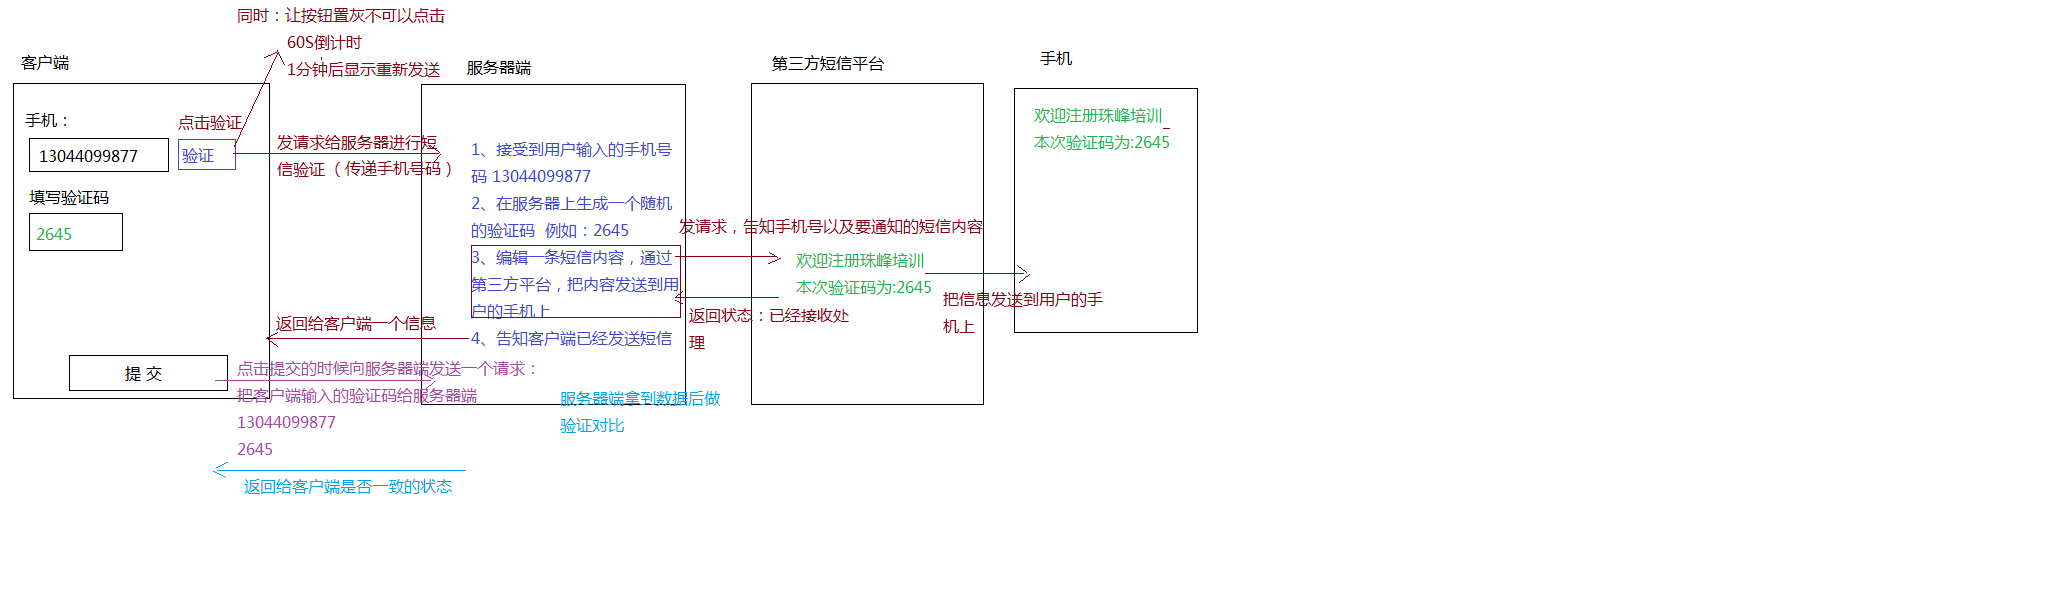 同时：让按钮置灰不可以点击
60S倒计时
1分钟后显示重新发送
客户端
手机：
13044099877
点击验证
验证
填写验证码
2645
提 交
发请求给服务器进行短
信验证（传递手机号码）
服务器端
1、接受到用户输入的手机号
码 13044099877
2、在服务器上生成一个随机
的验证码  例如：2645
3、编辑一条短信内容，通过
第三方平台，把内容发送到用
户的手机上
4、告知客户端已经发送短信
返回给客户端一个信息
点击提交的时候向服务器端发送一个请求：
把客户端输入的验证码给服务器端
13044099877
2645
服务器端拿到数据后做
验证对比
返回给客户端是否一致的状态
第三方短信平台
发请求，告知手机号以及要通知的短信内容
欢迎注册珠峰培训
本次验证码为:2645
返回状态：已经接收处
理
手机
欢迎注册珠峰培训
本次验证码为:2645
把信息发送到用户的手
机上